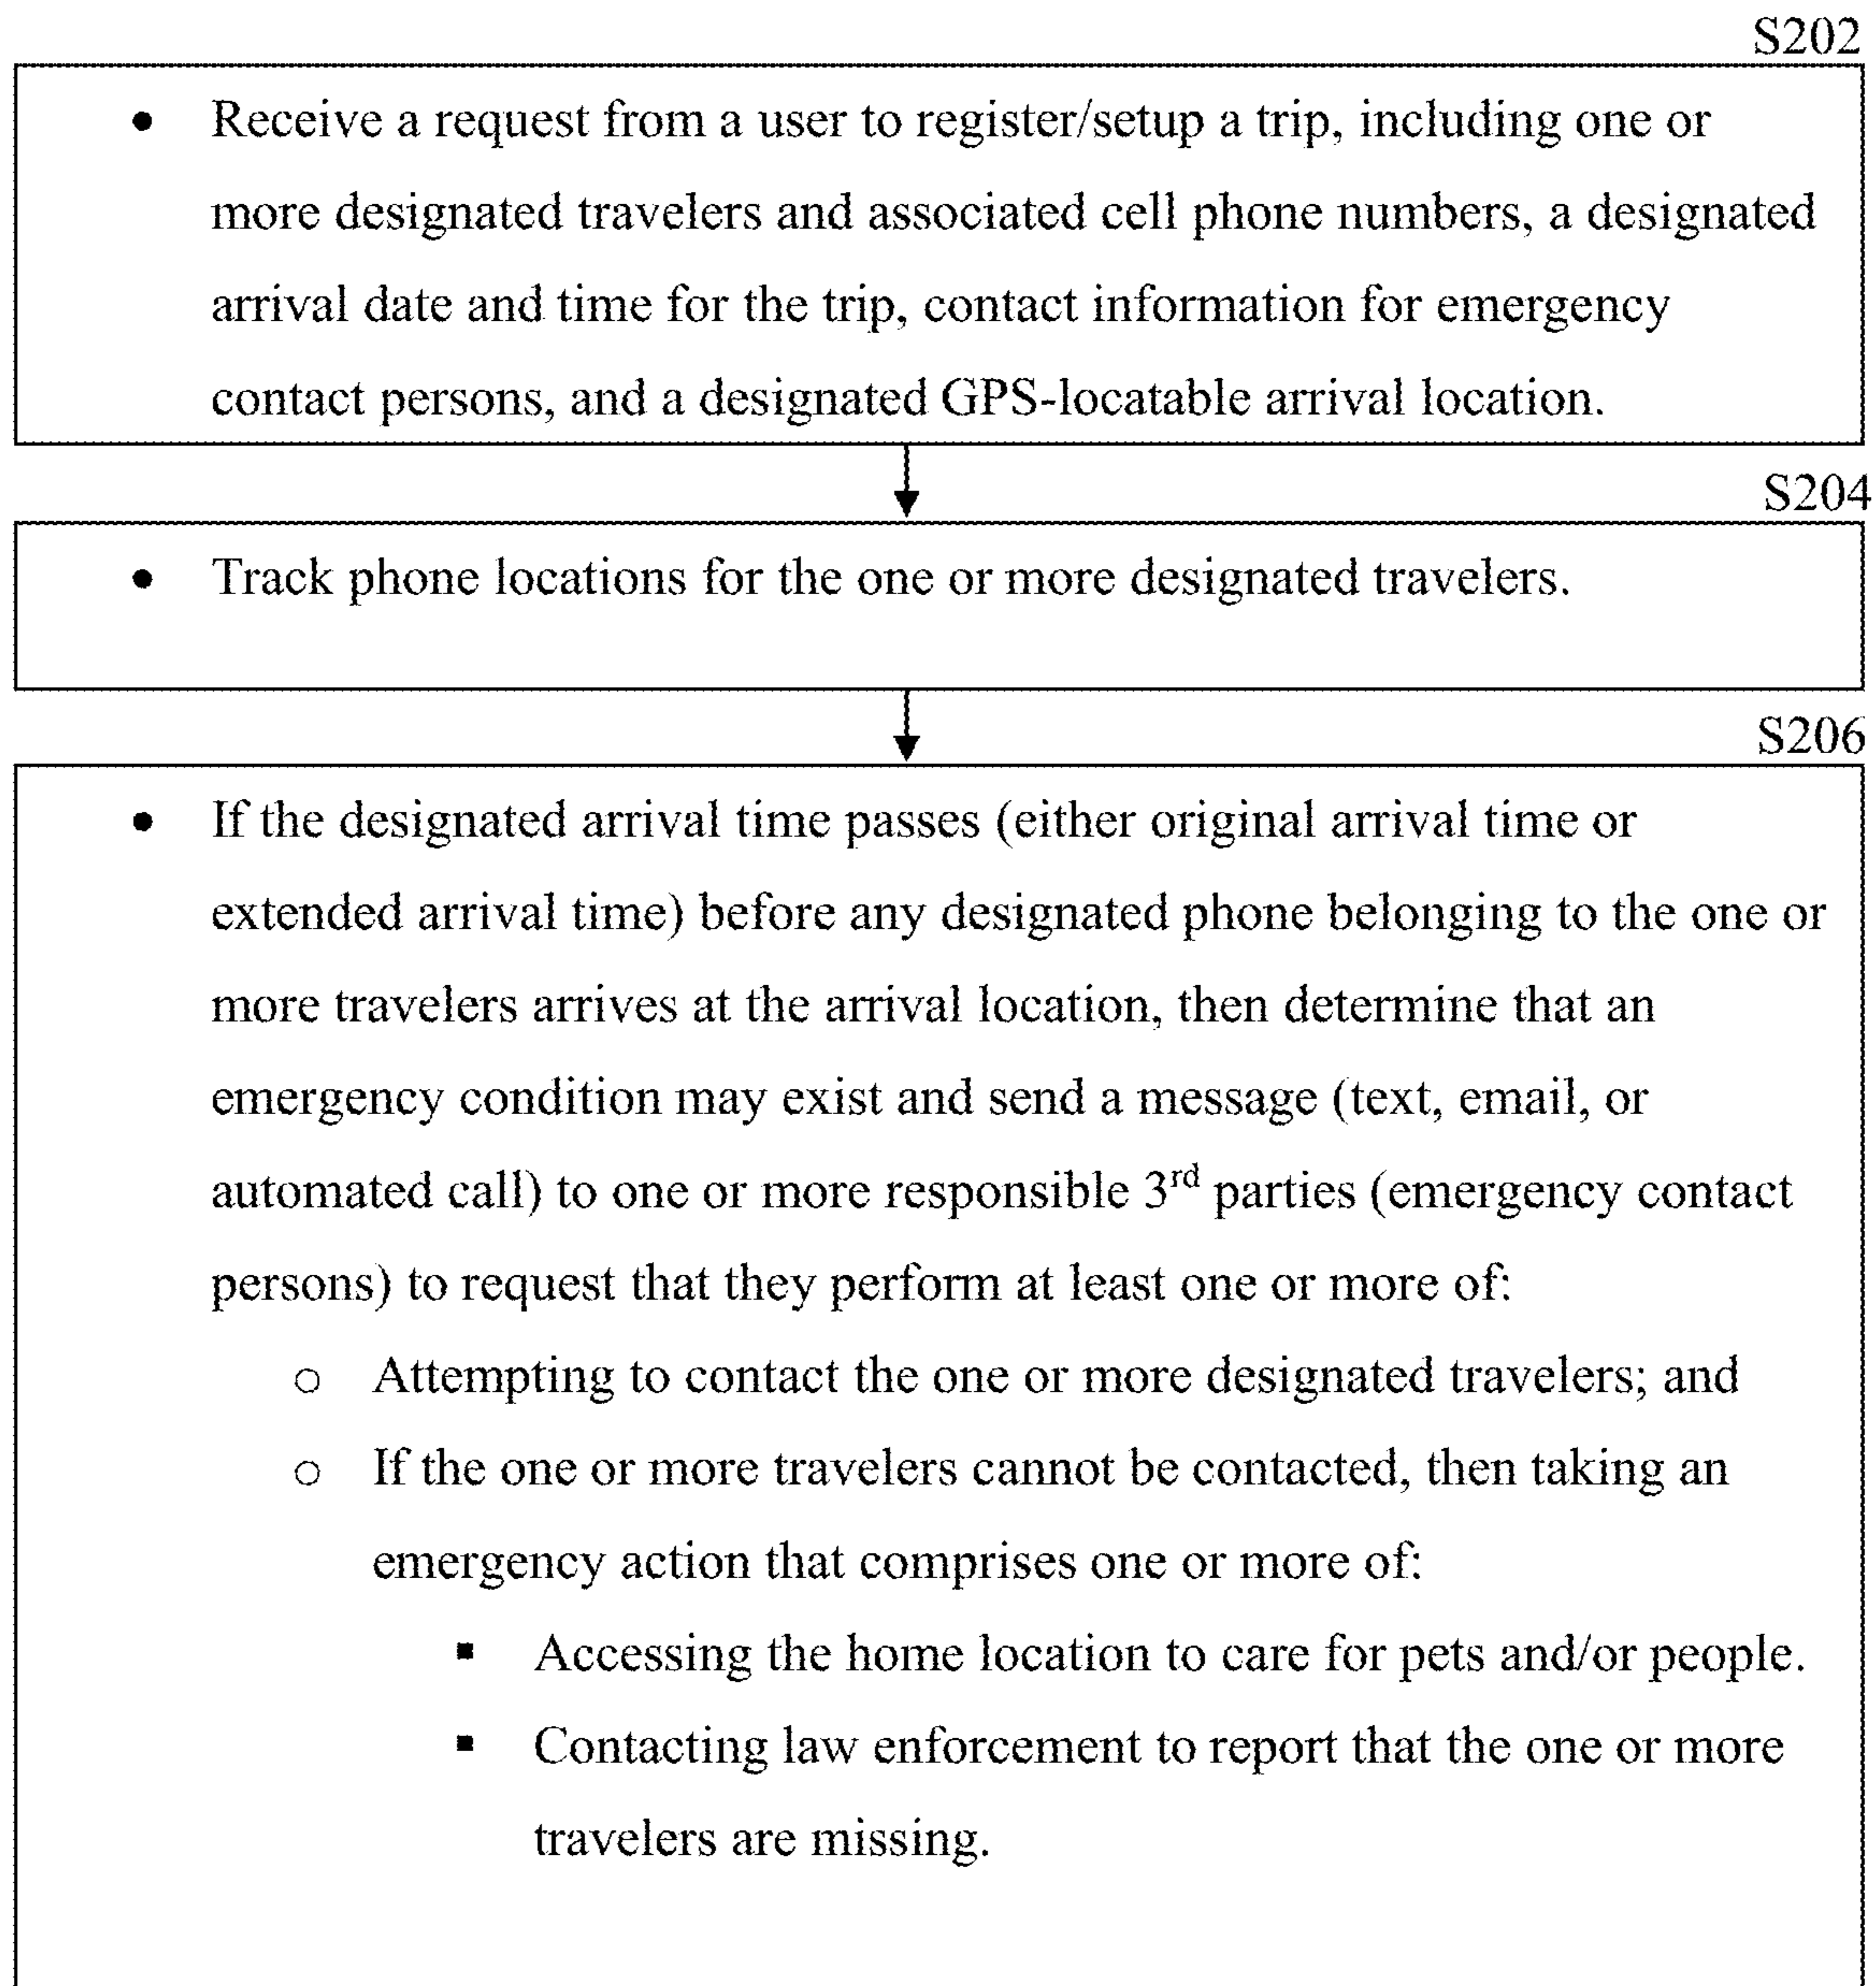 S202
• Receive a request from a user to register/setup a trip, including one or
more designated travelers and associated cell phone numbers, a designated
arrival date and time for the trip, contact information for emergency
contact persons, and a designated GPS-locatable arrival location.
S204
• Track phone locations for the one or more designated travelers.
S206
• If the designated arrival time passes (either original arrival time or
extended arrival time) before any designated phone belonging to the one or
more travelers arrives at the arrival location, then determine that an
emergency condition may exist and send a message (text, email, or
automated call) to one or more responsible 3rd parties (emergency contact
persons) to request that they perform at least one or more of:
○ Attempting to contact the one or more designated travelers; and
○ If the one or more travelers cannot be contacted, then taking an
emergency action that comprises one or more of:
▪ Accessing the home location to care for pets and/or people.
▪ Contacting law enforcement to report that the one or more
travelers are missing.